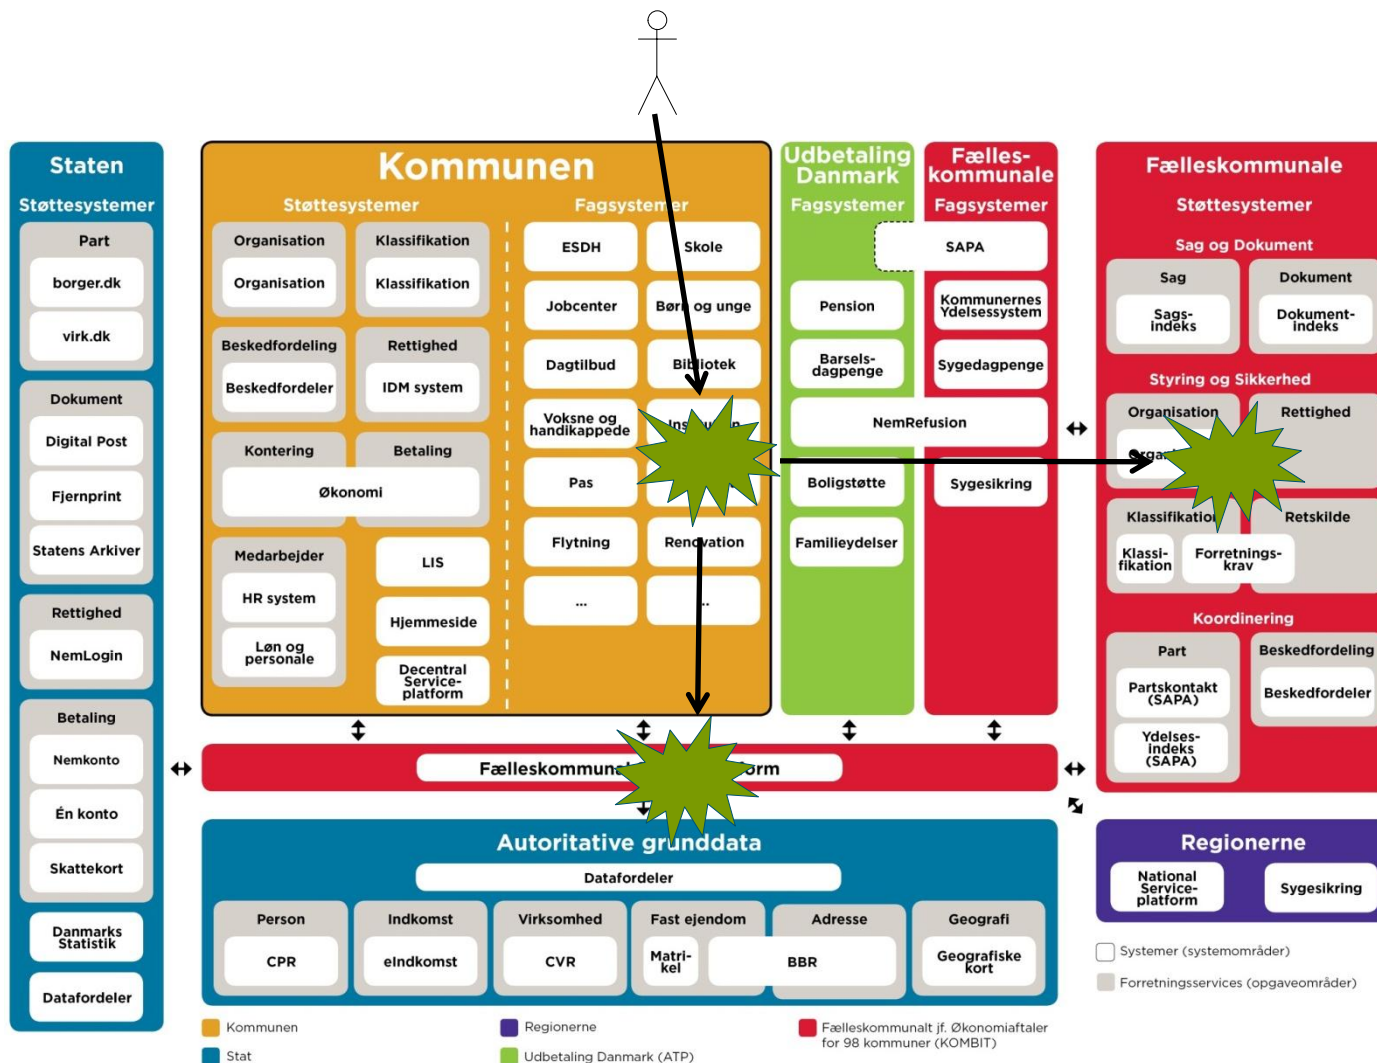 Staten
Støttesystemer
Part
borger.dk
virk.dk
Dokument
Digital Post
Fjernprint
Statens Arkiver
Rettighed
NemLogin
Betaling
Nemkonto
Én konto
Skattekort
Danmarks
Statistik
Datafordeler
Kommunen
Støttesystemer
Organisation
Organisation
Klassifikation
Klassifikation
Beskedfordeling
Beskedfordeler
Rettighed
IDM system
Kontering
Betaling
Økonomi
Medarbejder
HR system
Løn og
personale
LIS
Hjemmeside
Decentral
Service-
platform
Fagsystemer
ESDH
Skole
Jobcenter
Børn og unge
Dagtilbud
Bibliotek
Voksne og
handikappede
Pas
Flytning
Renovation
...
Udbetaling
Danmark
Fagsystemer
Pension
Barsels-
dagpenge
Boligstøtte
Familieydelser
Fælles-
kommunale
Fagsystemer
SAPA
Kommunernes
Ydelsessystem
Sygedagpenge
NemRefusion
Sygesikring
Fælleskommunale
Støttesystemer
Sag og Dokument
Sag
Sags-
indeks
Dokument
Dokument-
indeks
Styring og Sikkerhed
Organisation
Rettighed
Klassifikation
Klassi-
fikation
Retskilde
Forretnings-
krav
Koordinering
Part
Partskontakt
(SAPA)
Ydelses-
indeks
(SAPA)
Beskedfordeling
Beskedfordeler
Autoritative grunddata
Datafordeler
Person
CPR
Indkomst
eIndkomst
Virksomhed
CVR
Fast ejendom
Matri-
kel
Adresse
BBR
Geografi
Geografiske
kort
Regionerne
National
Service-
platform
Sygesikring
Systemer (systemområder)
Forretningsservices (opgaveområder)
Kommunen
Stat
Regionerne
Udbetaling Danmark (ATP)
Fælleskommunalt jf. Økonomiaftaler
for 98 kommuner (KOMBIT)